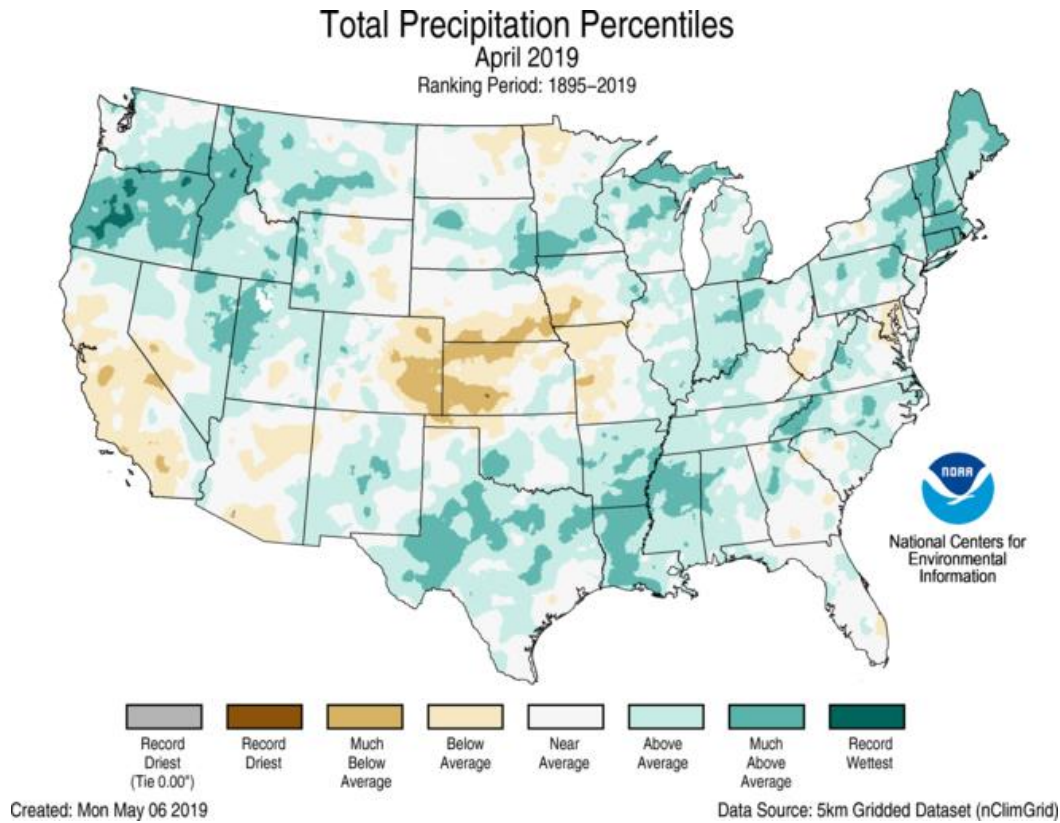 Total Precipitation Percentiles
April 2019
Ranking Period: 1895–2019
NOAA
National Centers for
Environmental
Information
Record
Driest
(Tie 0.00")
Record
Driest
Much
Below
Average
Below
Average
Near
Average
Above
Average
Much
Above
Average
Record
Wettest
Created: Mon May 06 2019
Data Source: 5km Gridded Dataset (nClimGrid)